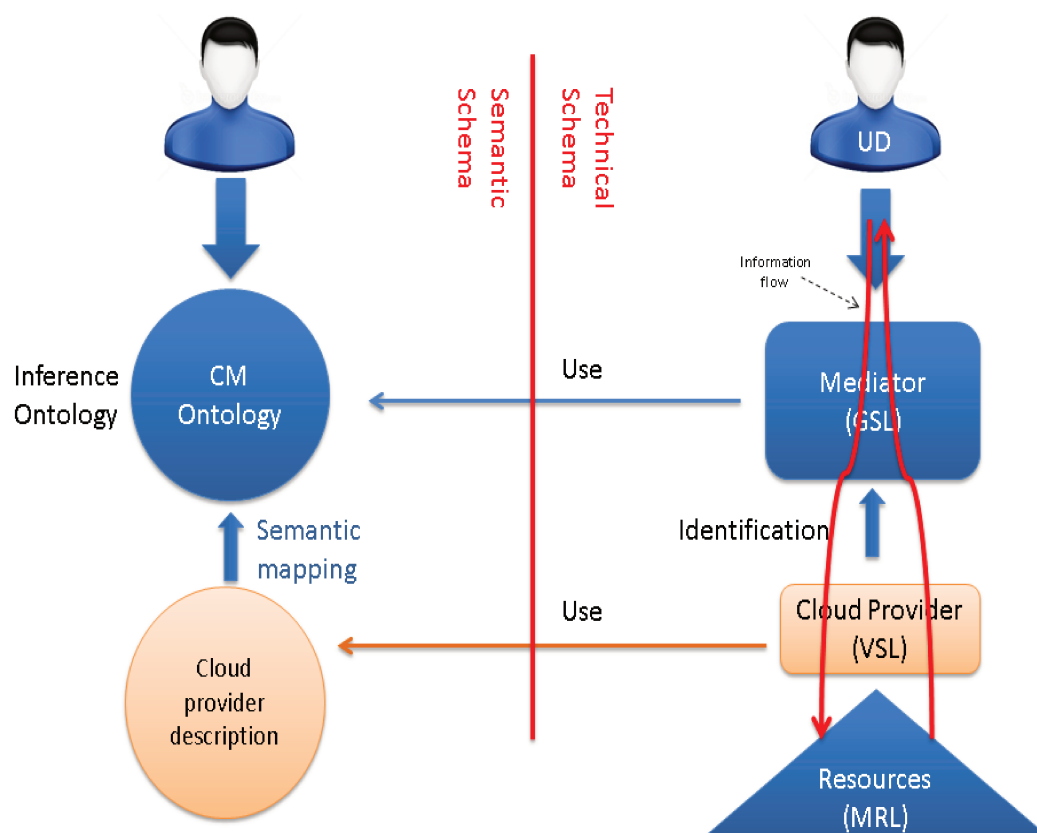 Semantic
Schema
Technical
Schema
UD
Information
flow
Inference
Ontology
CM
Ontology
Use
Mediator
(GSL)
Semantic
mapping
Identification
Use
Cloud Provider
(VSL)
Cloud
provider
description
Resources
(MRL)